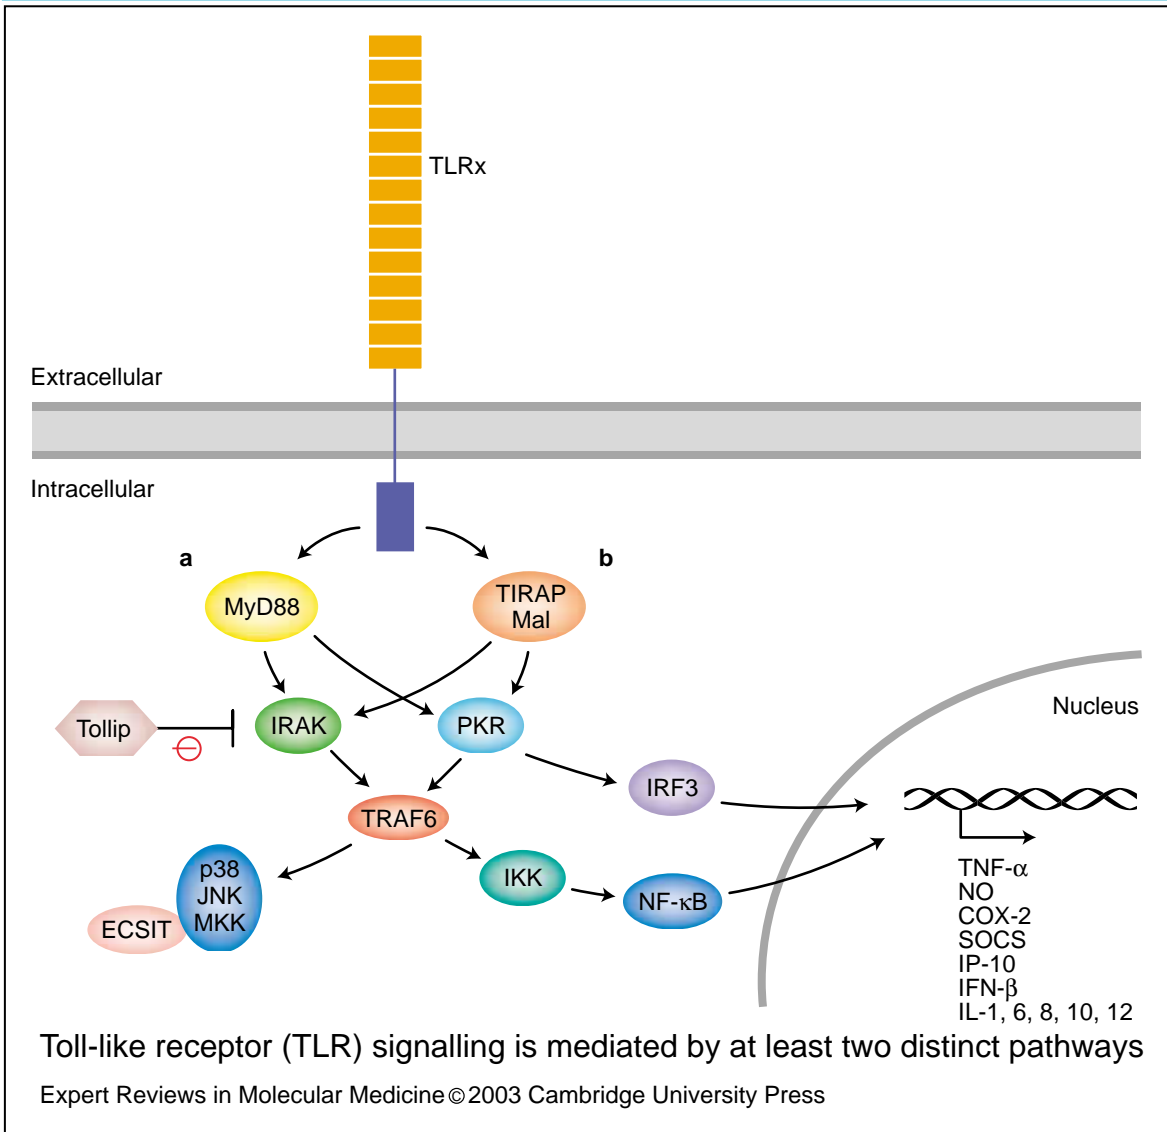 TLRx
Extracellular
Intracellular
a
b
MyD88
TIRAP
Mal
Nucleus
Tollip
IRAK
PKR
IRF3
TRAF6
p38
JNK
MKK
IKK
NF-κB
ECSIT
TNF-α
NO
COX-2
SOCS
IP-10
IFN-β
IL-1, 6, 8, 10, 12
Toll-like receptor (TLR) signalling is mediated by at least two distinct pathways
Expert Reviews in Molecular Medicine © 2003 Cambridge University Press